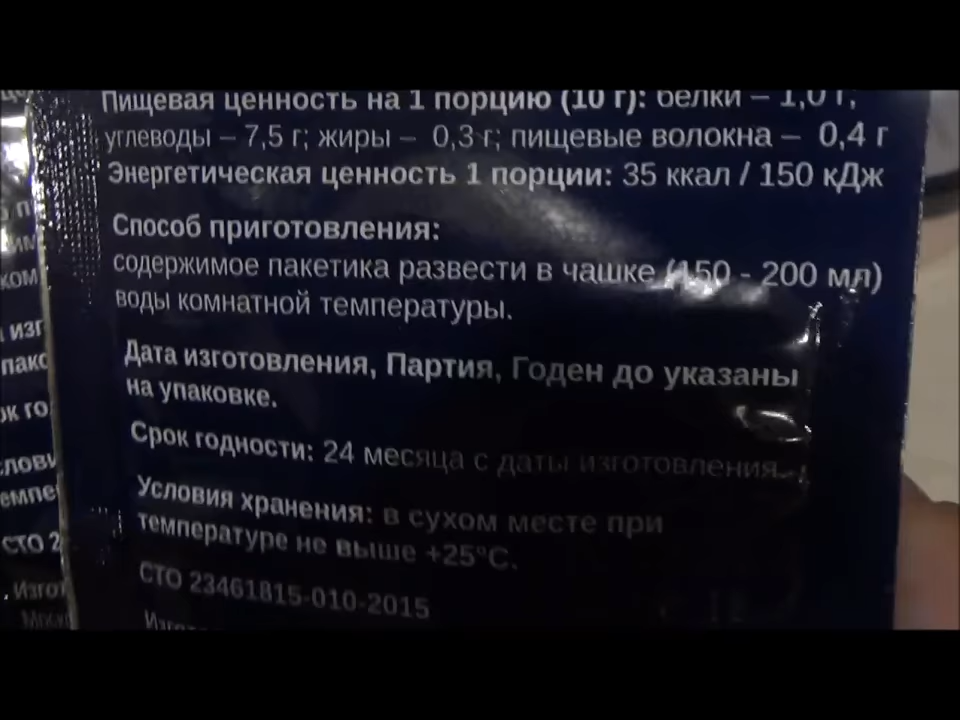 Пищевая ценность на 1 порцию (10 г): белки – 1,0 г;
углеводы – 7,5 г; жиры – 0,3 г; пищевые волокна – 0,4 г
Энергетическая ценность 1 порции: 35 ккал / 150 кДж
Способ приготовления:
содержимое пакетика развести в чашке (150 - 200 мл)
воды комнатной температуры.
Дата изготовления, Партия, Годен до указаны
на упаковке.
Срок годности: 24 месяца с даты изготовления.
Условия хранения: в сухом месте при
температуре не выше +25°C.
СТО 23461815-010-2015